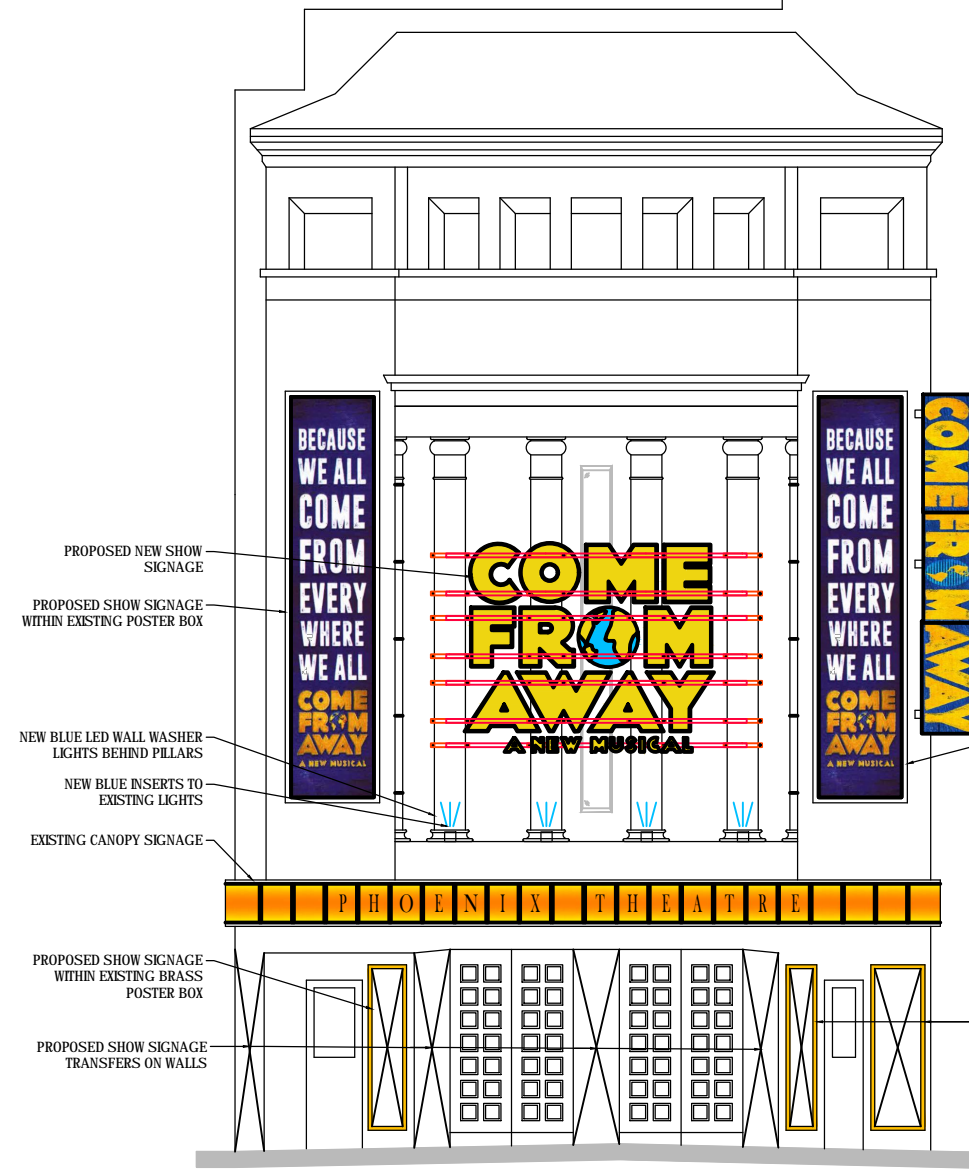 BECAUSE
WE ALL
COME
FROM
EVERY
WHERE
WE ALL
COME
FROM
AWAY
A NEW MUSICAL
COME
FROM
AWAY
A NEW MUSICAL
BECAUSE
WE ALL
COME
FROM
EVERY
WHERE
WE ALL
COME
FROM
AWAY
A NEW MUSICAL
COME FROM AWAY
PROPOSED NEW SHOW
SIGNAGE
PROPOSED SHOW SIGNAGE
WITHIN EXISTING POSTER BOX
NEW BLUE LED WALL WASHER
LIGHTS BEHIND PILLARS
NEW BLUE INSERTS TO
EXISTING LIGHTS
EXISTING CANOPY SIGNAGE
PHOENIX THEATRE
PROPOSED SHOW SIGNAGE
WITHIN EXISTING BRASS
POSTER BOX
PROPOSED SHOW SIGNAGE
TRANSFERS ON WALLS